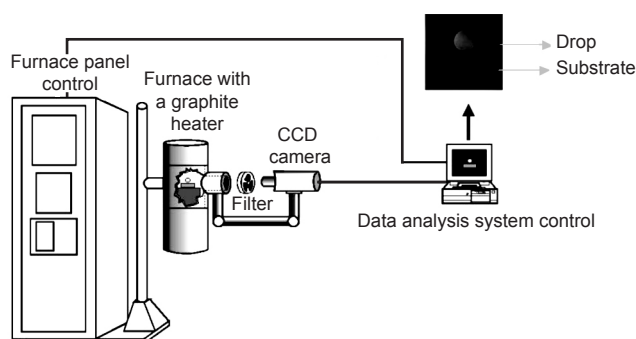 Furnace panel
control
Furnace with
a graphite
heater
CCD
camera
Filter
Drop
Substrate
Data analysis system control